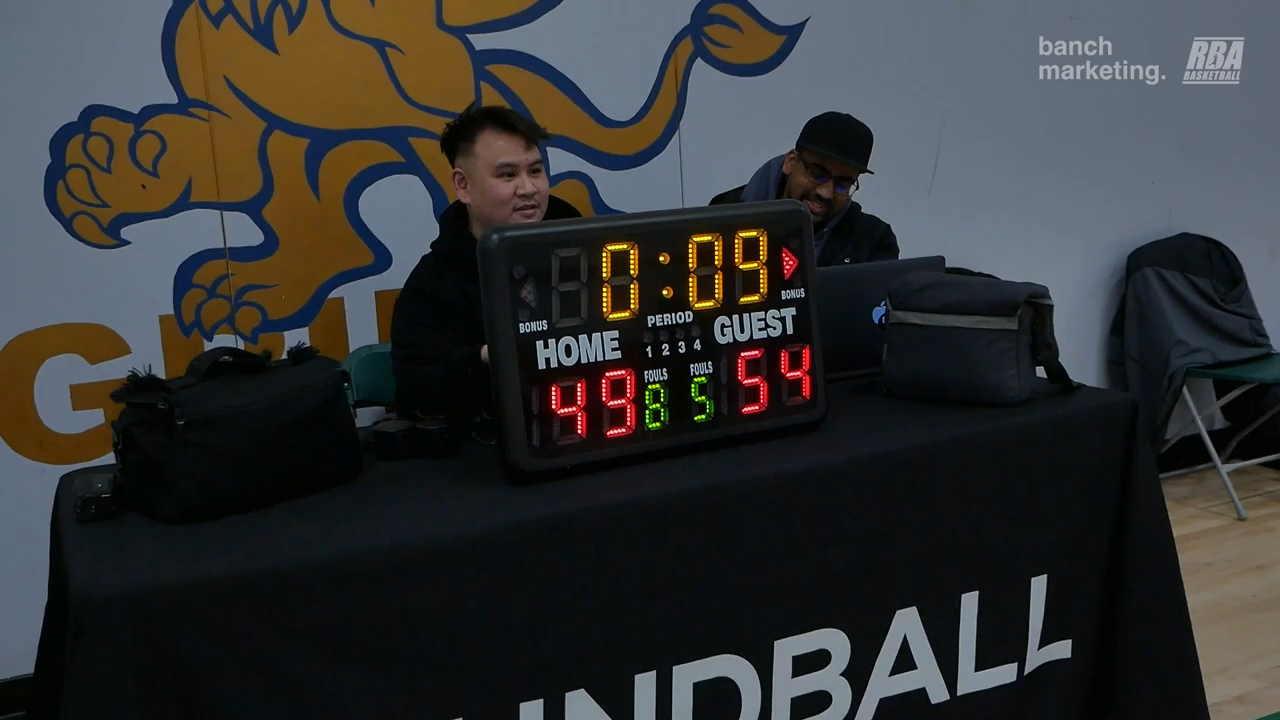 banch
marketing.
RBA
BASKETBALL
0:09
BONUS
BONUS
PERIOD
HOME
GUEST
1 2 3 4
FOULS
FOULS
49
8
5
54
UNDBALL